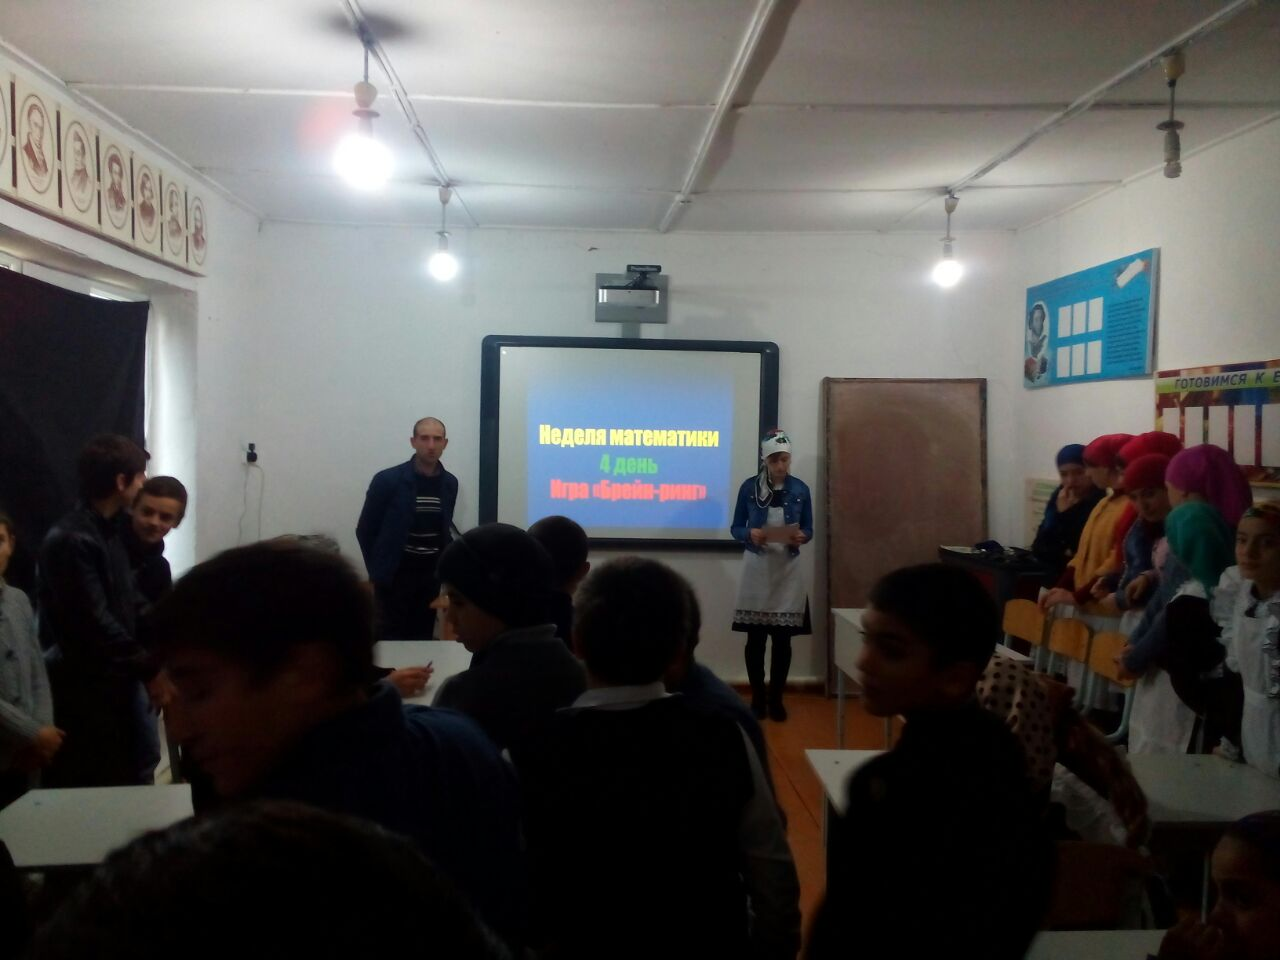 Неделя математики
4 день
Игра «Брейн-ринг»
ГОТОВИМСЯ К